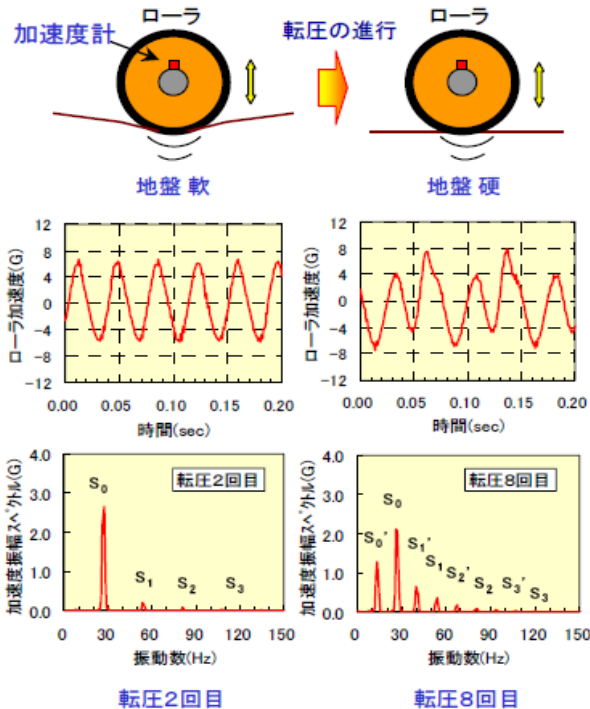 ローラ
ローラ
加速度計
転圧の進行
地盤 軟
地盤 硬
12
8
4
0
−4
−8
−12
ローラ加速度(G)
0.00 0.05 0.10 0.15 0.20
時間(sec)
12
8
4
0
−4
−8
−12
ローラ加速度(G)
0.00 0.05 0.10 0.15 0.20
時間(sec)
4.0
3.0
2.0
1.0
0.0
加速度振幅スペクトル(G)
転圧2回目
S0
S1
S2
S3
0 30 60 90 120 150
振動数(Hz)
4.0
3.0
2.0
1.0
0.0
加速度振幅スペクトル(G)
転圧8回目
S0
S0'
S1'
S1
S2'
S2
S3'
S3
0 30 60 90 120 150
振動数(Hz)
転圧2回目
転圧8回目